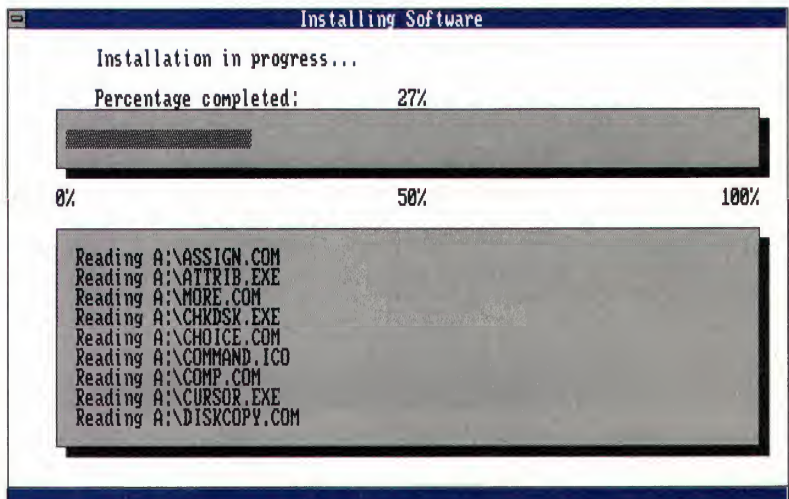 Installing Software
Installation in progress...
Percentage completed: 27%
0% 50% 100%
Reading A:\ASSIGN.COM
Reading A:\ATTRIB.EXE
Reading A:\MORE.COM
Reading A:\CHKDSK.EXE
Reading A:\CHOICE.COM
Reading A:\COMMAND.ICO
Reading A:\COMP.COM
Reading A:\CURSOR.EXE
Reading A:\DISKCOPY.COM